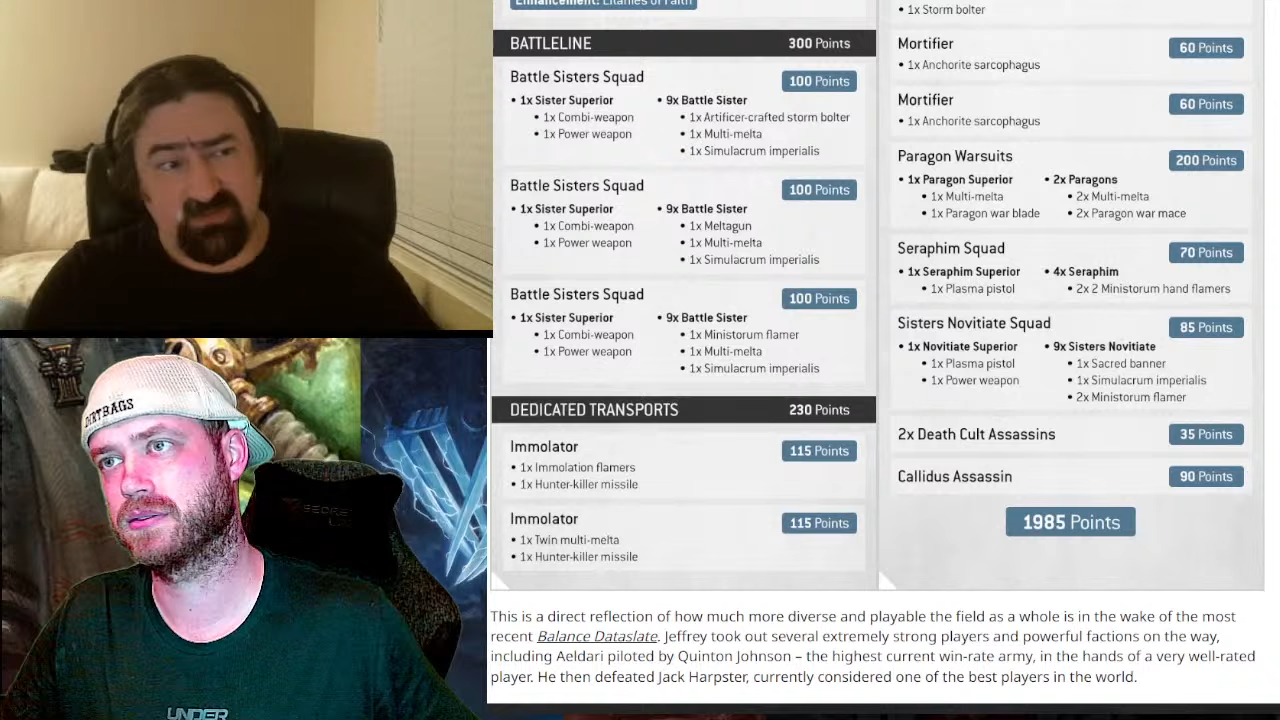 Enhancement: Litanies of Faith
BATTLELINE 300 Points
Battle Sisters Squad 100 Points
• 1x Sister Superior • 9x Battle Sister
• 1x Combi-weapon • 1x Artificer-crafted storm bolter
• 1x Power weapon • 1x Multi-melta
• 1x Simulacrum imperialis
Battle Sisters Squad 100 Points
• 1x Sister Superior • 9x Battle Sister
• 1x Combi-weapon • 1x Meltagun
• 1x Power weapon • 1x Multi-melta
• 1x Simulacrum imperialis
Battle Sisters Squad 100 Points
• 1x Sister Superior • 9x Battle Sister
• 1x Combi-weapon • 1x Ministorum flamer
• 1x Power weapon • 1x Multi-melta
• 1x Simulacrum imperialis
DEDICATED TRANSPORTS 230 Points
Immolator 115 Points
• 1x Immolation flamers
• 1x Hunter-killer missile
Immolator 115 Points
• 1x Twin multi-melta
• 1x Hunter-killer missile
• 1x Storm bolter
Mortifier 60 Points
• 1x Anchorite sarcophagus
Mortifier 60 Points
• 1x Anchorite sarcophagus
Paragon Warsuits 200 Points
• 1x Paragon Superior • 2x Paragons
• 1x Multi-melta • 2x Multi-melta
• 1x Paragon war blade • 2x Paragon war mace
Seraphim Squad 70 Points
• 1x Seraphim Superior • 4x Seraphim
• 1x Plasma pistol • 2x 2 Ministorum hand flamers
Sisters Novitiate Squad 85 Points
• 1x Novitiate Superior • 9x Sisters Novitiate
• 1x Plasma pistol • 1x Sacred banner
• 1x Power weapon • 1x Simulacrum imperialis
• 2x Ministorum flamer
2x Death Cult Assassins 35 Points
Callidus Assassin 90 Points
1985 Points
This is a direct reflection of how much more diverse and playable the field as a whole is in the wake of the most
recent Balance Dataslate. Jeffrey took out several extremely strong players and powerful factions on the way,
including Aeldari piloted by Quinton Johnson – the highest current win-rate army, in the hands of a very well-rated
player. He then defeated Jack Harpster, currently considered one of the best players in the world.
DIRTBAGS
UNDER